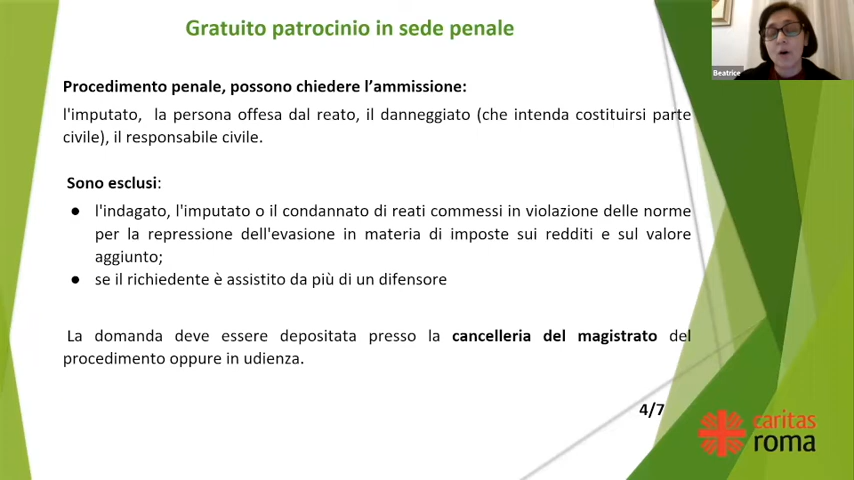 Gratuito patrocinio in sede penale
Beatrice
Procedimento penale, possono chiedere l’ammissione:
l'imputato, la persona offesa dal reato, il danneggiato (che intenda costituirsi parte
civile), il responsabile civile.
Sono esclusi:
● l'indagato, l'imputato o il condannato di reati commessi in violazione delle norme
per la repressione dell'evasione in materia di imposte sui redditi e sul valore
aggiunto;
● se il richiedente è assistito da più di un difensore
La domanda deve essere depositata presso la cancelleria del magistrato del
procedimento oppure in udienza.
4/7
caritas
roma